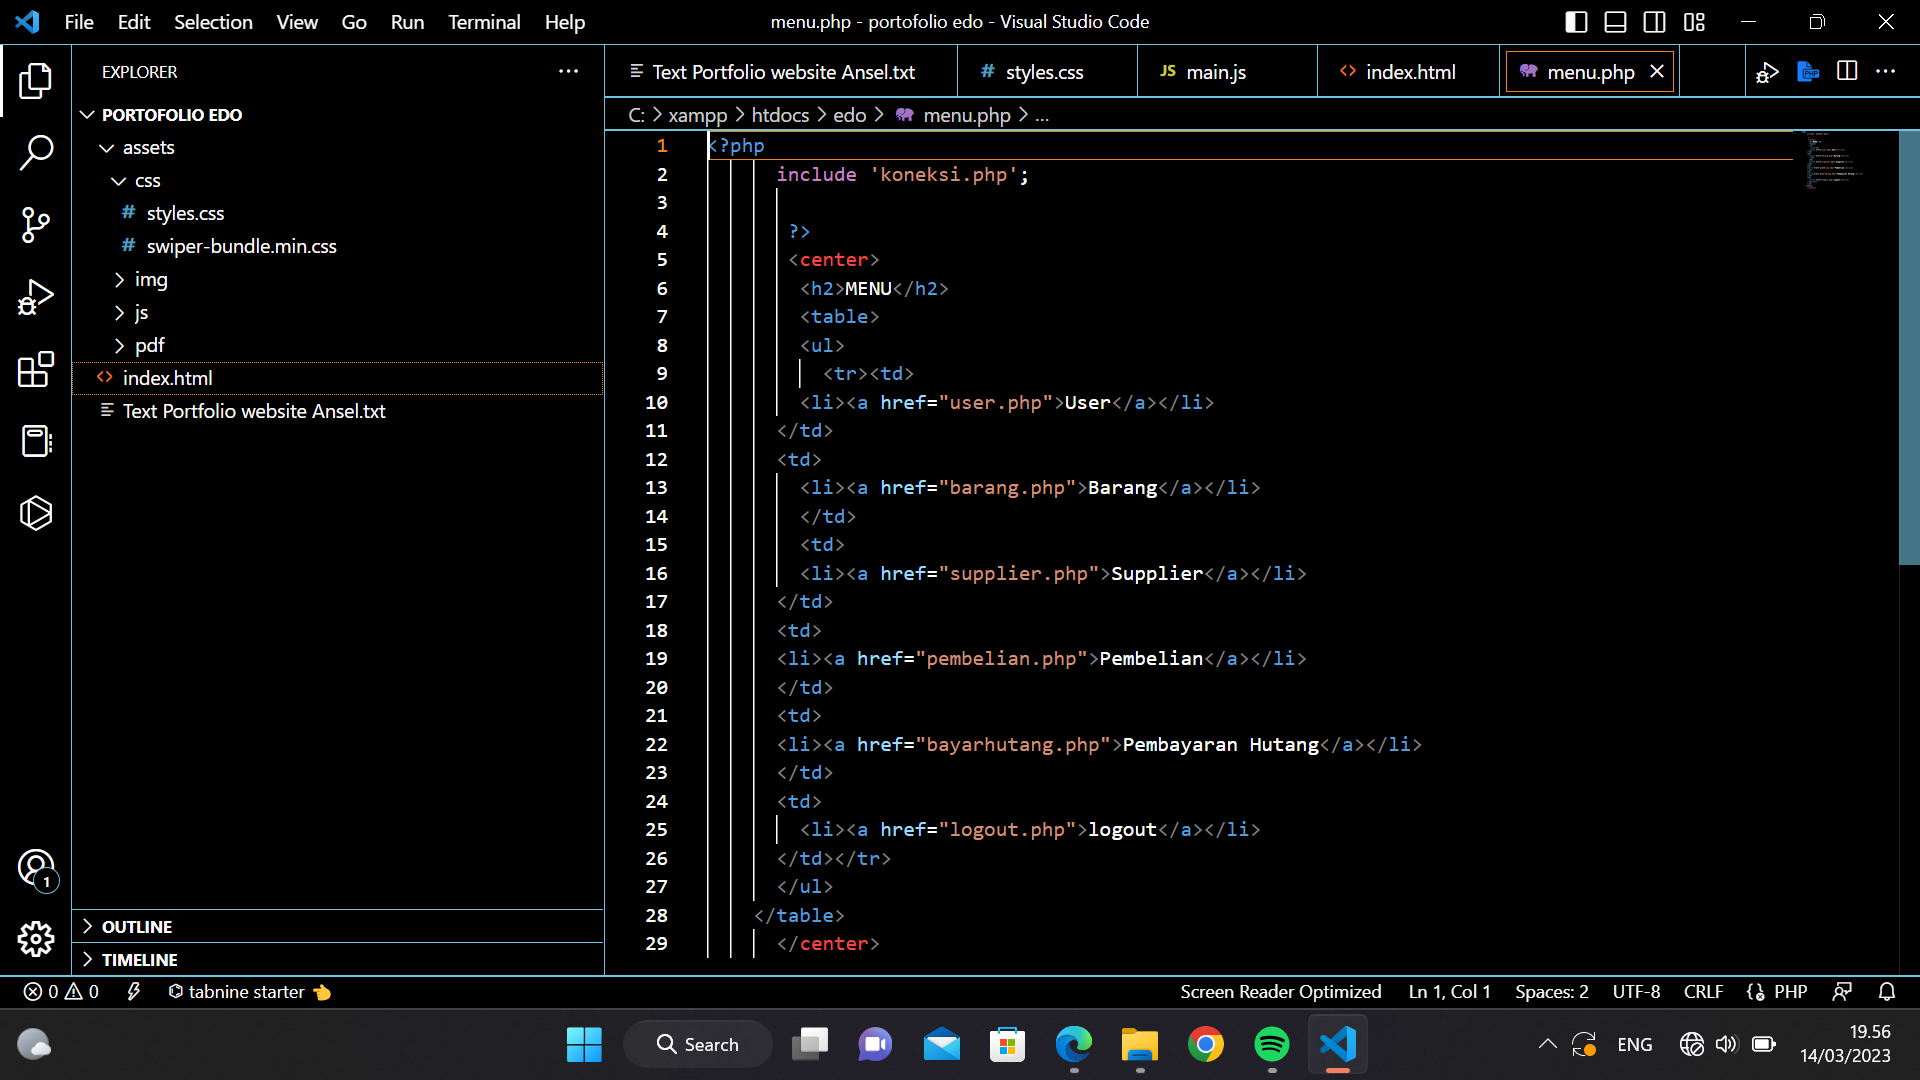 File Edit Selection View Go Run Terminal Help
menu.php - portofolio edo - Visual Studio Code
EXPLORER
PORTOFOLIO EDO
assets
css
# styles.css
# swiper-bundle.min.css
img
js
pdf
<> index.html
Text Portfolio website Ansel.txt
OUTLINE
TIMELINE
Text Portfolio website Ansel.txt
# styles.css
JS main.js
<> index.html
menu.php
C: > xampp > htdocs > edo > menu.php > ...
1 <?php
2 include 'koneksi.php';
3
4 ?>
5 <center>
6 <h2>MENU</h2>
7 <table>
8 <ul>
9 <tr><td>
10 <li><a href="user.php">User</a></li>
11 </td>
12 <td>
13 <li><a href="barang.php">Barang</a></li>
14 </td>
15 <td>
16 <li><a href="supplier.php">Supplier</a></li>
17 </td>
18 <td>
19 <li><a href="pembelian.php">Pembelian</a></li>
20 </td>
21 <td>
22 <li><a href="bayarhutang.php">Pembayaran Hutang</a></li>
23 </td>
24 <td>
25 <li><a href="logout.php">logout</a></li>
26 </td></tr>
27 </ul>
28 </table>
29 </center>
1
0 0 tabnine starter 👈
Screen Reader Optimized Ln 1, Col 1 Spaces: 2 UTF-8 CRLF PHP
Search
ENG
19.56
14/03/2023